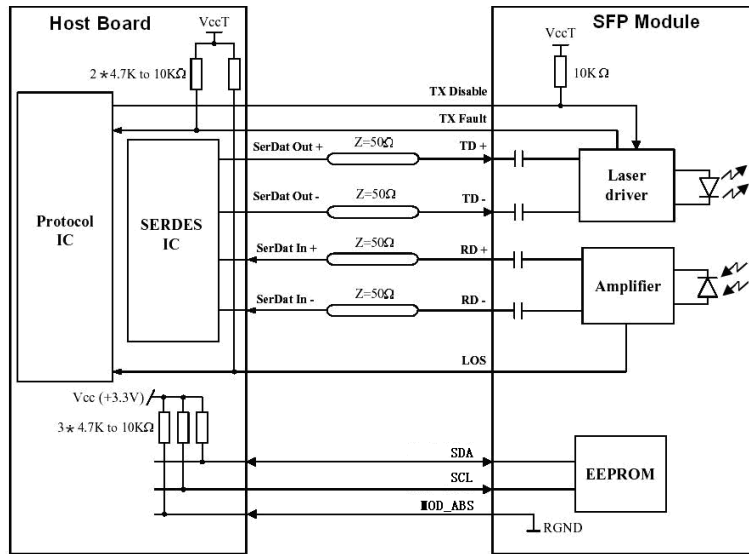 Host Board
SFP Module
VccT
VccT
2*4.7K to 10KΩ
10KΩ
TX Disable
TX Fault
SerDat Out +
Z=50Ω
TD +
SerDat Out -
Z=50Ω
TD -
Laser
driver
Protocol
IC
SERDES
IC
SerDat In +
Z=50Ω
RD +
SerDat In -
Z=50Ω
RD -
Amplifier
LOS
Vcc (+3.3V)
3*4.7K to 10KΩ
SDA
SCL
MOD_ABS
EEPROM
RGND